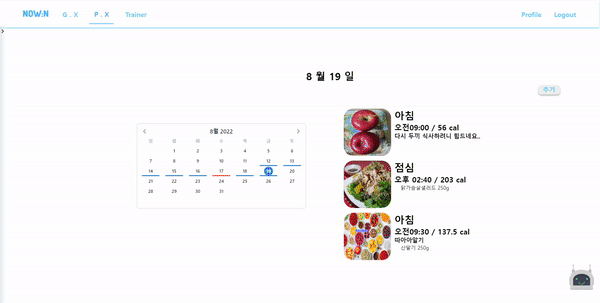 NOW:N
G . X
P . X
Trainer
Profile
Logout
8 월 19 일
추가
8월 2022
일 월 화 수 목 금 토
1 2 3 4 5 6
7 8 9 10 11 12 13
14 15 16 17 18 19 20
21 22 23 24 25 26 27
28 29 30 31
아침
오전09:00 / 56 cal
다시 두끼 식사하려니 힘드네요..
점심
오후 02:40 / 203 cal
닭가슴살샐러드 250g
아침
오전09:30 / 137.5 cal
따아아알기
산딸기 250g